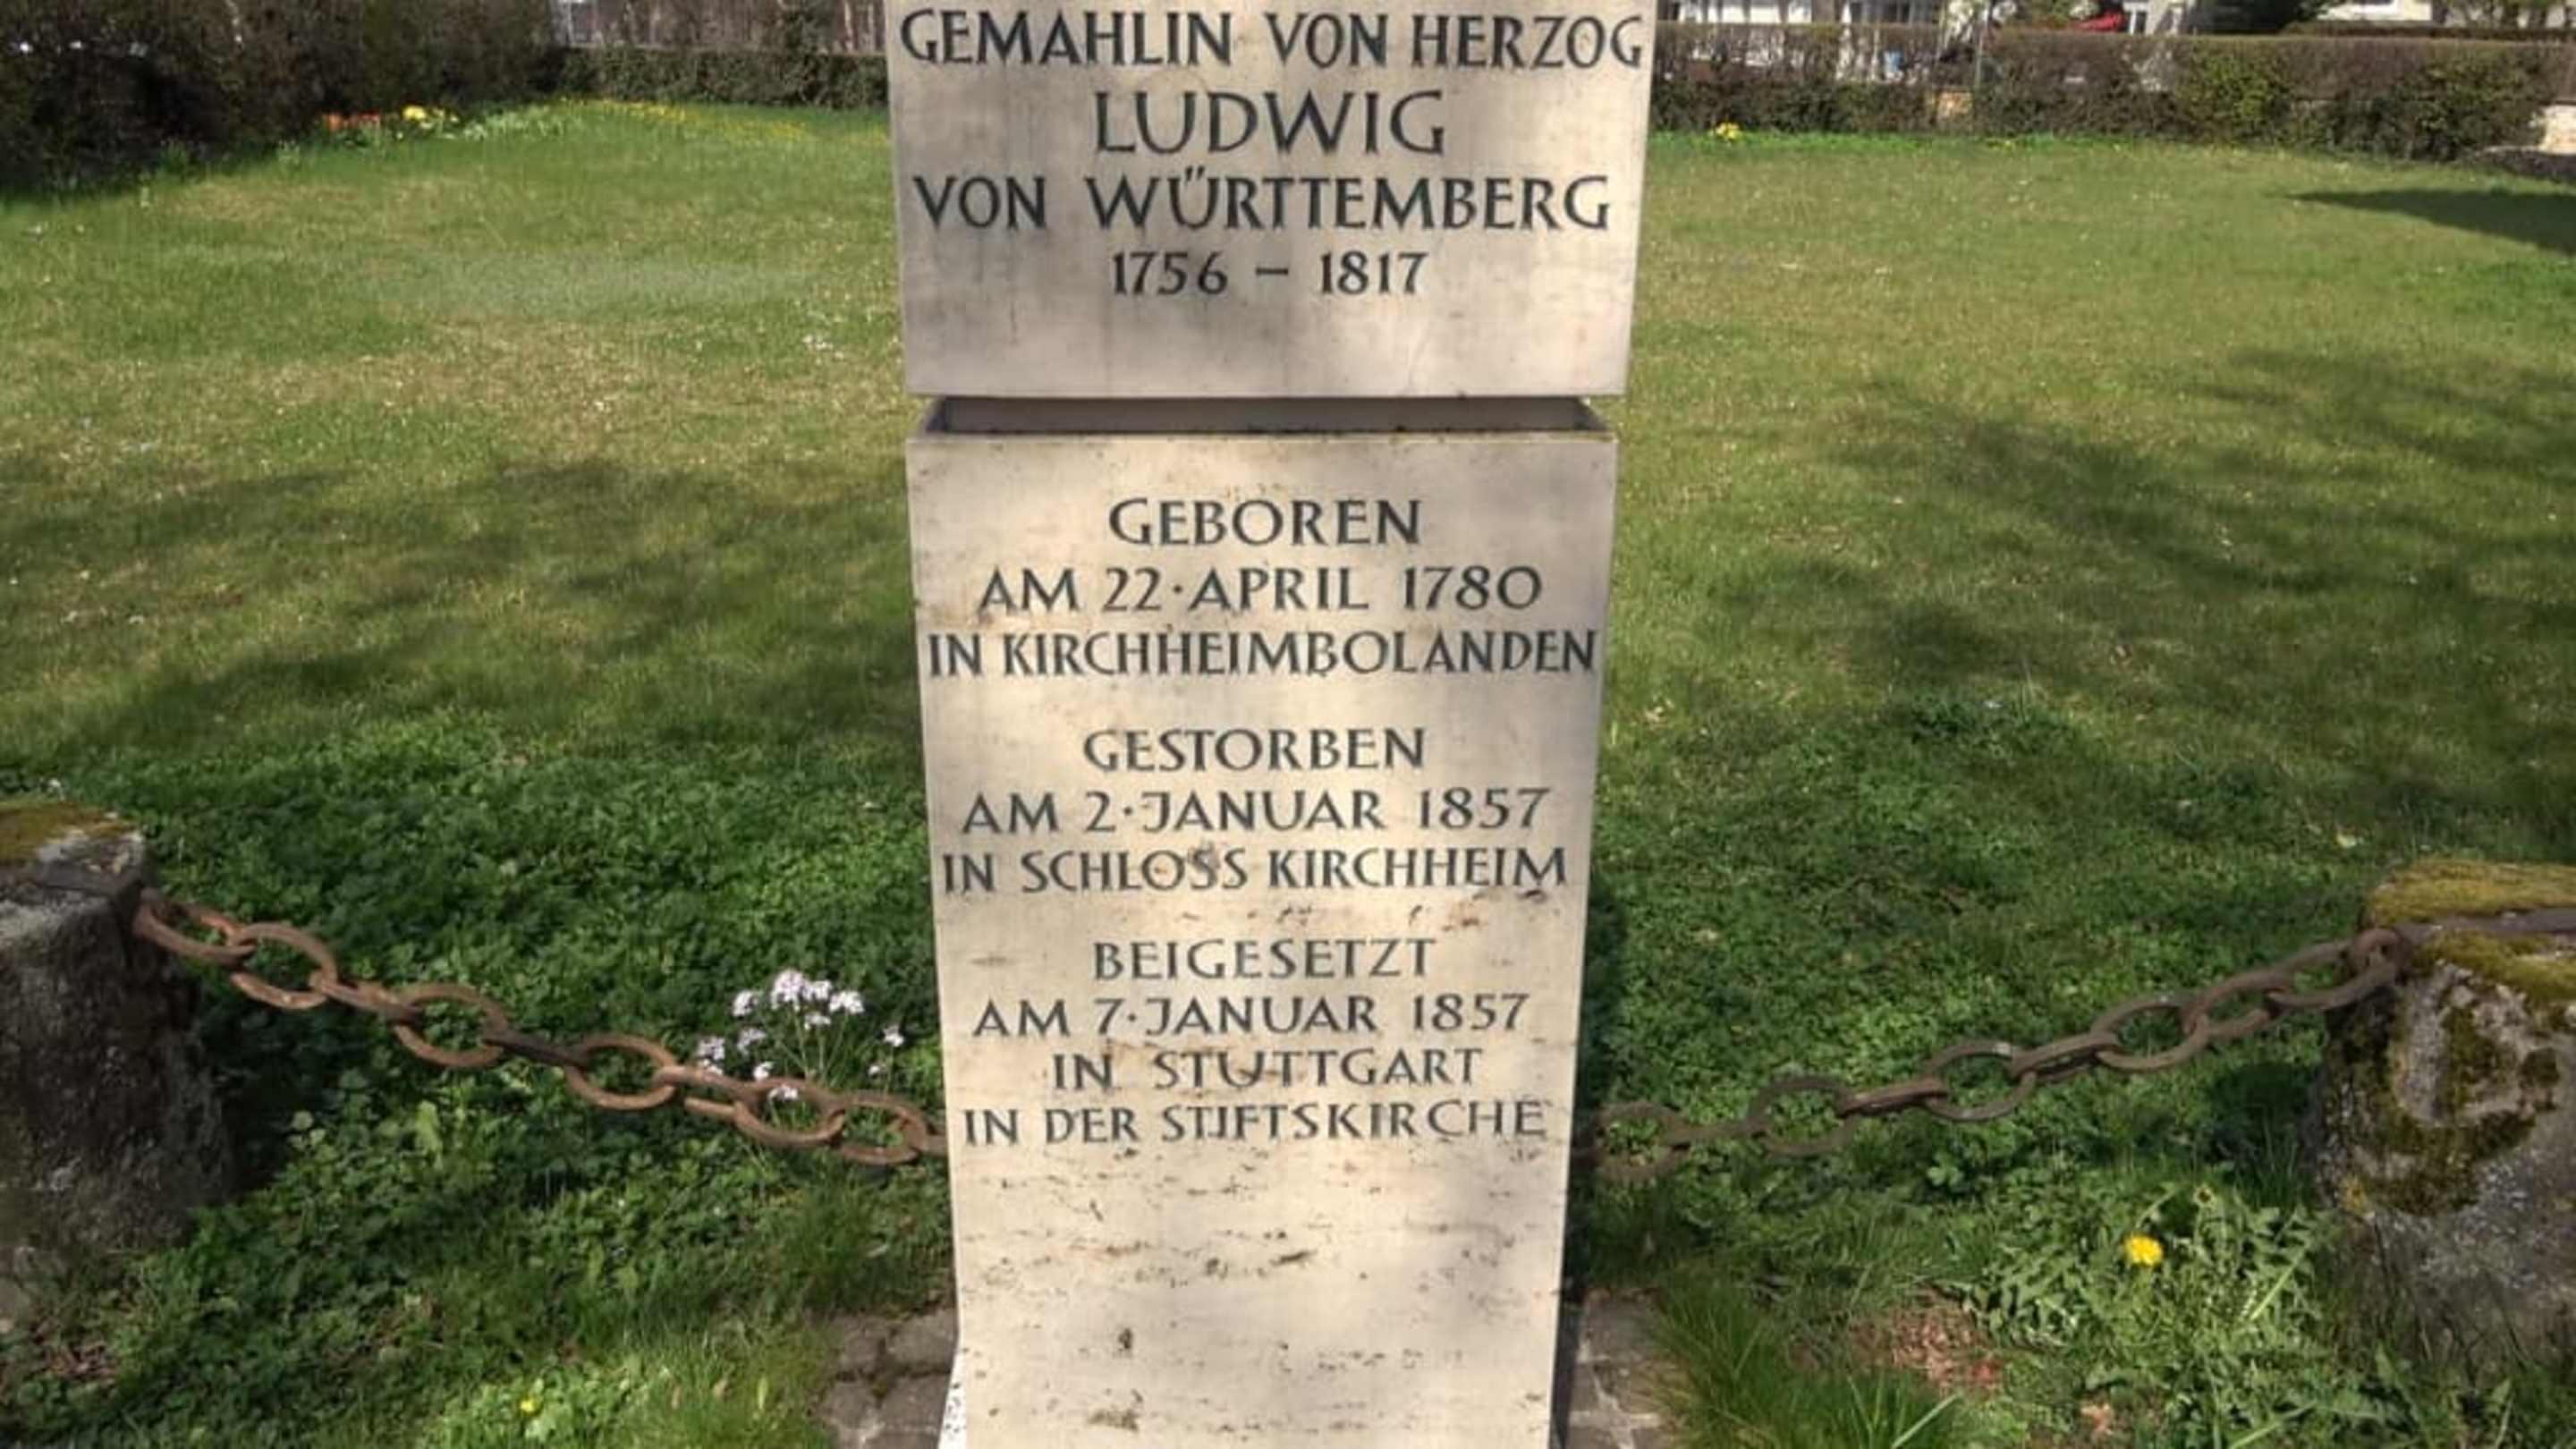 GEMAHLIN VON HERZOG
LUDWIG
VON WÜRTTEMBERG
1756 – 1817
GEBOREN
AM 22·APRIL 1780
IN KIRCHHEIMBOLANDEN
GESTORBEN
AM 2·JANUAR 1857
IN SCHLOSS KIRCHHEIM
BEIGESETZT
AM 7·JANUAR 1857
IN STUTTGART
IN DER STIFTSKIRCHE